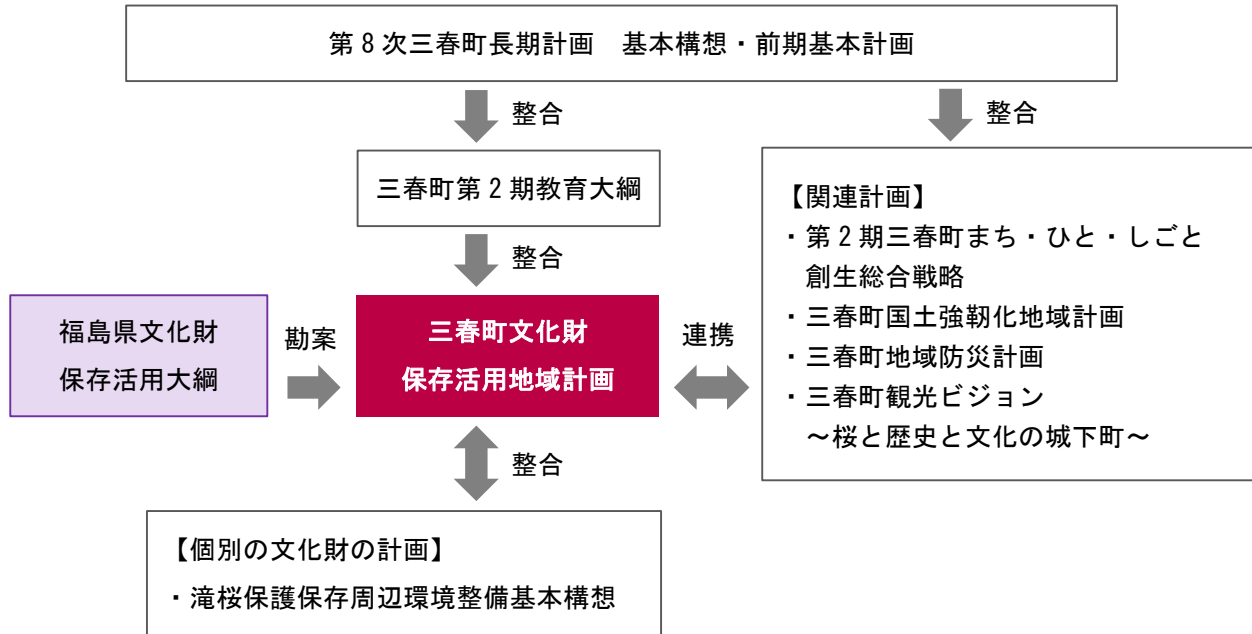 第8次三春町長期計画　基本構想・前期基本計画
整合
整合
三春町第2期教育大綱
整合
【関連計画】
・第2期三春町まち・ひと・しごと
創生総合戦略
・三春町国土強靭化地域計画
・三春町地域防災計画
・三春町観光ビジョン
～桜と歴史と文化の城下町～
福島県文化財
保存活用大綱
勘案
三春町文化財
保存活用地域計画
連携
整合
【個別の文化財の計画】
・滝桜保護保存周辺環境整備基本構想